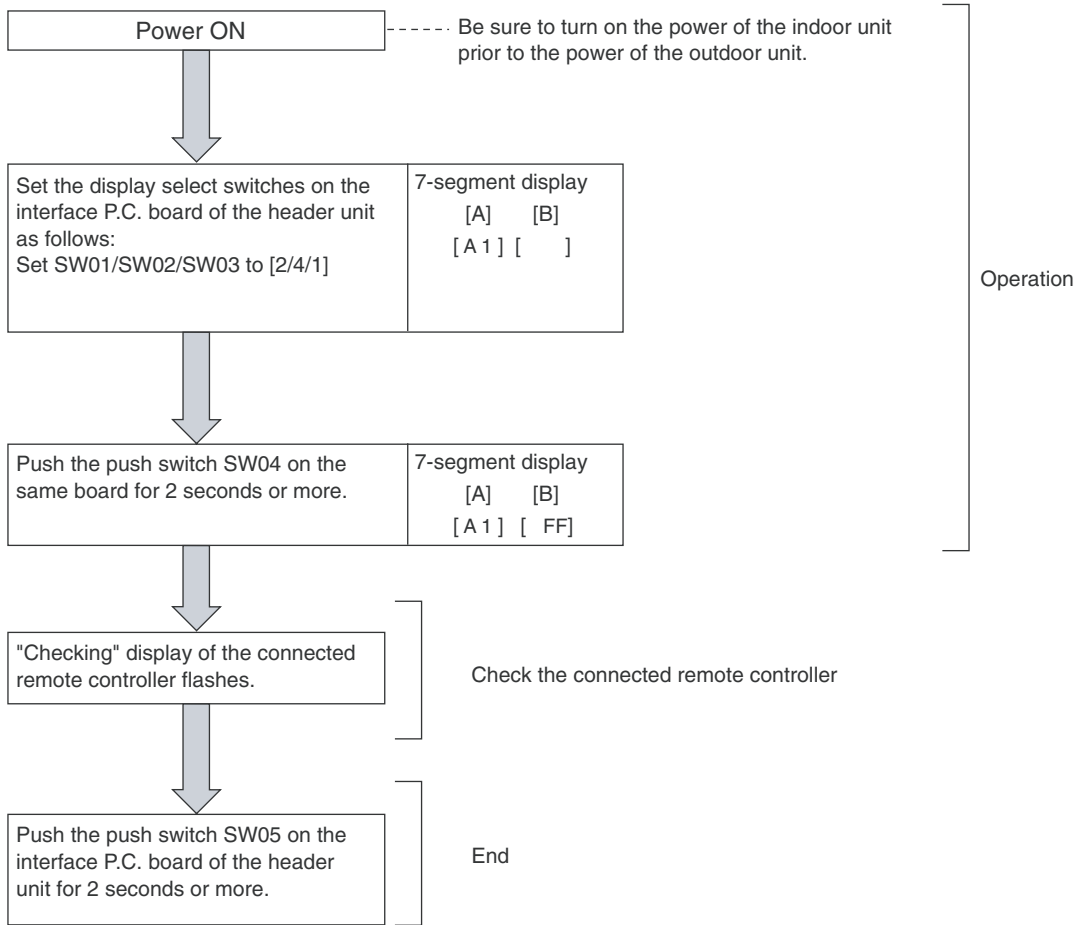 Power ON
Be sure to turn on the power of the indoor unit
prior to the power of the outdoor unit.
Set the display select switches on the
interface P.C. board of the header unit
as follows:
Set SW01/SW02/SW03 to [2/4/1]
7-segment display
[A] [B]
[ A 1 ] [ ]
Operation
Push the push switch SW04 on the
same board for 2 seconds or more.
7-segment display
[A] [B]
[ A 1 ] [ FF]
"Checking" display of the connected
remote controller flashes.
Check the connected remote controller
Push the push switch SW05 on the
interface P.C. board of the header
unit for 2 seconds or more.
End